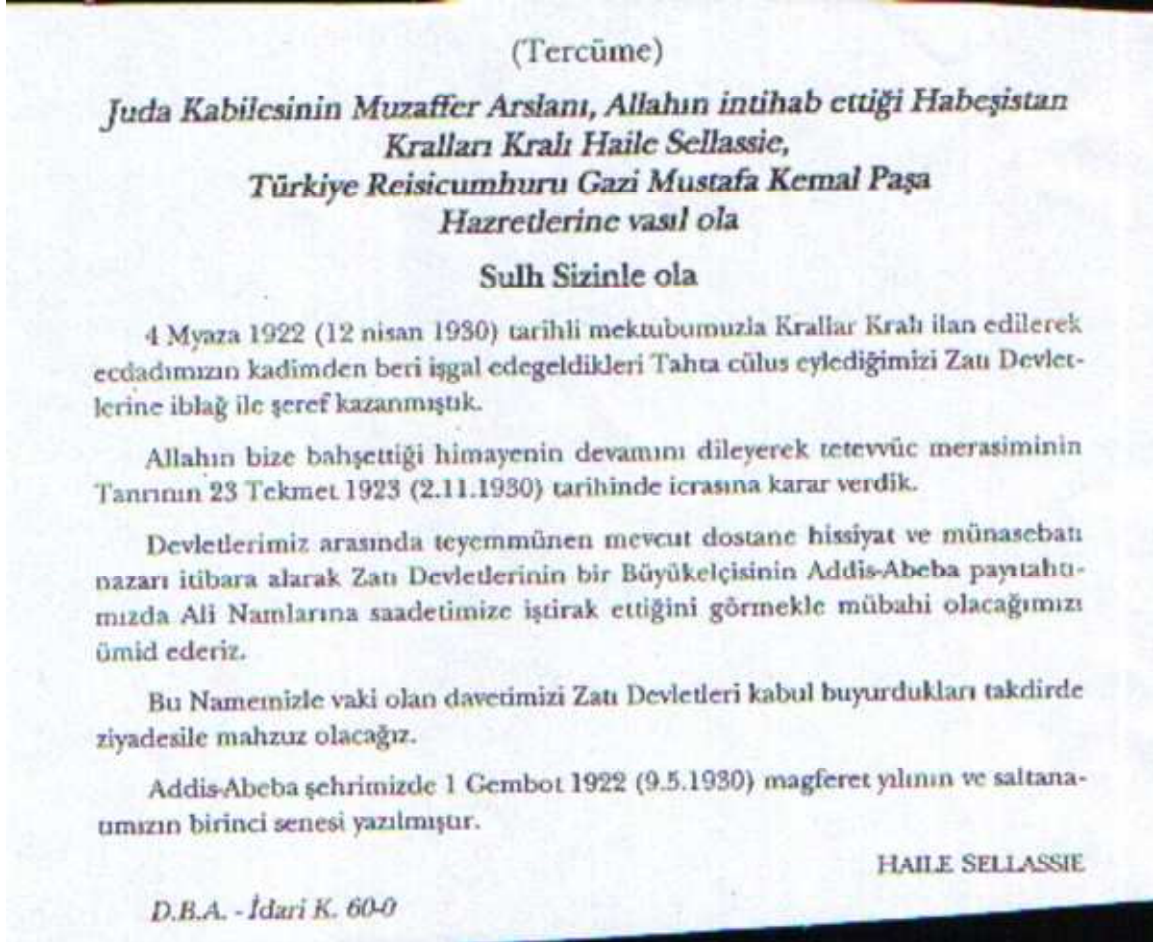 (Tercüme)
Juda Kabilesinin Muzaffer Arslanı, Allahın intihab ettiği Habeşistan
Kralları Kralı Haile Sellassie,
Türkiye Reisicumhuru Gazi Mustafa Kemal Paşa
Hazretlerine vasıl ola
Sulh Sizinle ola
4 Myaza 1922 (12 nisan 1930) tarihli mektubumuzla Krallar Kralı ilan edilerek
ecdadımızın kadimden beri işgal edegeldikleri Tahta cülus eylediğimizi Zatı Devlet-
lerine iblağ ile şeref kazanmıştık.
Allahın bize bahşettiği himayenin devamını dileyerek tetevvüc merasiminin
Tanrının 23 Tekmet 1923 (2.11.1930) tarihinde icrasına karar verdik.
Devletlerimiz arasında teyemmünen mevcut dostane hissiyat ve münasebatı
nazarı itibara alarak Zatı Devletlerinin bir Büyükelçisinin Addis-Abeba payıtahtı-
mızda Ali Namlarına saadetimize iştirak ettiğini görmekle mübahi olacağımızı
ümid ederiz.
Bu Namemizle vaki olan davetimizi Zatı Devletleri kabul buyurdukları takdirde
ziyadesile mahzuz olacağız.
Addis-Abeba şehrimizde 1 Gembot 1922 (9.5.1930) magferet yılının ve saltana-
tımızın birinci senesi yazılmıştır.
HAILE SELLASSIE
D.B.A. - İdari K. 60-0